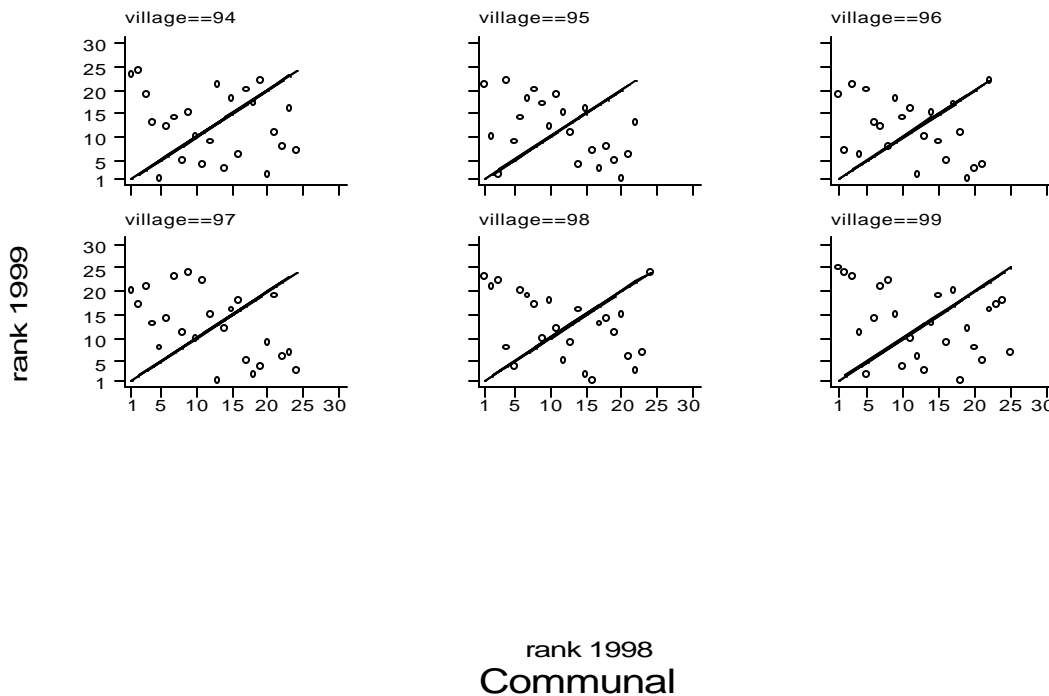 village==94
village==95
village==96
30
25
20
15
10
5
1
village==97
village==98
village==99
30
25
20
15
10
5
1
1 5 10 15 20 25 30
1 5 10 15 20 25 30
1 5 10 15 20 25 30
rank 1999
rank 1998
Communal